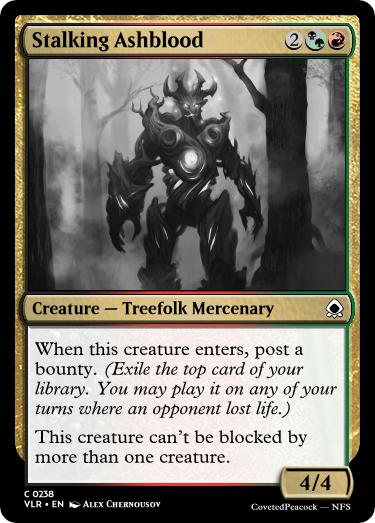 Stalking Ashblood 2
Creature — Treefolk Mercenary
When this creature enters, post a
bounty. (Exile the top card of your
library. You may play it on any of your
turns where an opponent lost life.)
This creature can't be blocked by
more than one creature.
4/4
C 0238
VLR • EN Alex Chernousov
CovetedPeacock — NFS